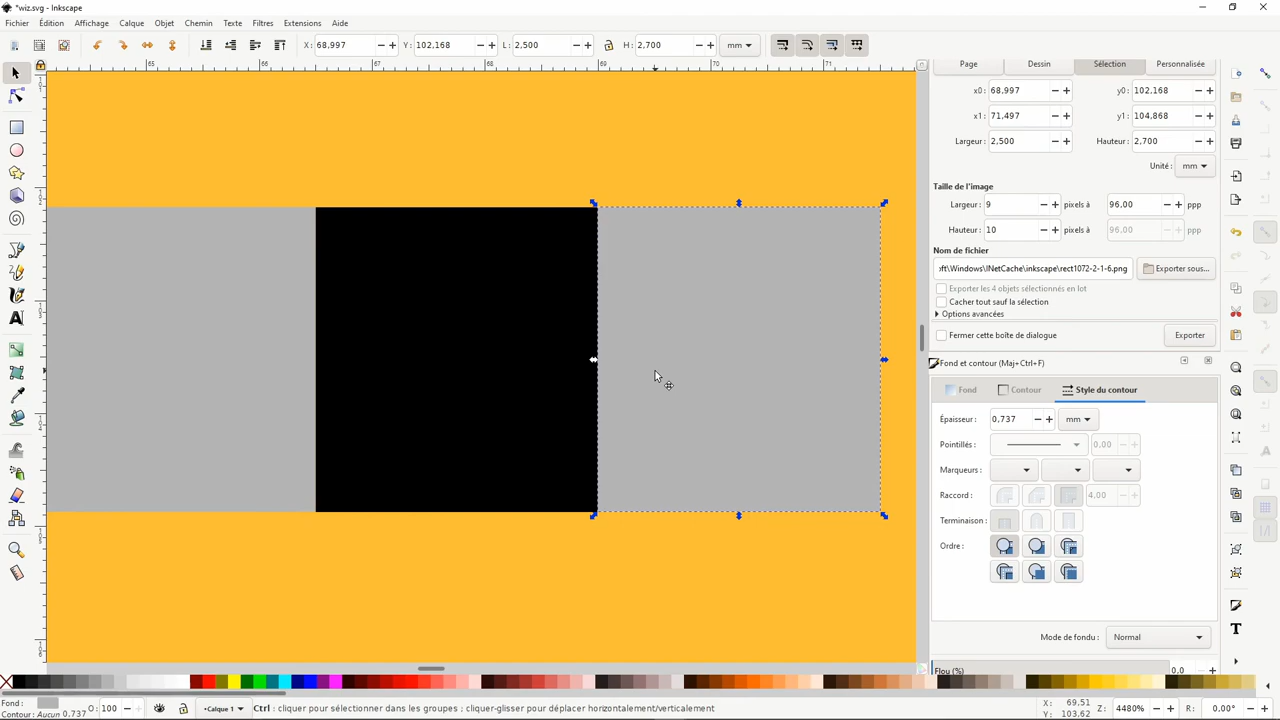 *wiz.svg - Inkscape
Fichier Édition Affichage Calque Objet Chemin Texte Filtres Extensions Aide
X: 68,997 Y: 102,168 L: 2,500 H: 2,700 mm
65 66 67 68 69 70 71
Page Dessin Sélection Personnalisée
x0: 68,997 y0: 102,168
x1: 71,497 y1: 104,868
Largeur : 2,500 Hauteur : 2,700
Unité : mm
Taille de l'image
Largeur : 9 pixels à 96.00 ppp
Hauteur : 10 pixels à 96.00 ppp
Nom de fichier
oft\Windows\INetCache\inkscape\rect1072-2-1-6.png Exporter sous...
Exporter les 4 objets sélectionnés en lot
Cacher tout sauf la sélection
Options avancées
Fermer cette boîte de dialogue Exporter
Fond et contour (Maj+Ctrl+F)
Fond Contour Style du contour
Épaisseur : 0.737 mm
Pointillés : 0.00
Marqueurs :
Raccord : 4.00
Terminaison :
Ordre :
Mode de fondu : Normal
Flou (%) 0,0
Fond : O: 100 •Calque 1 Ctrl : cliquer pour sélectionner dans les groupes ; cliquer-glisser pour déplacer horizontalement/verticalement X: 69,51 Z: 4480% R: 0.00°
Contour : Aucun 0.737 Y: 103,62